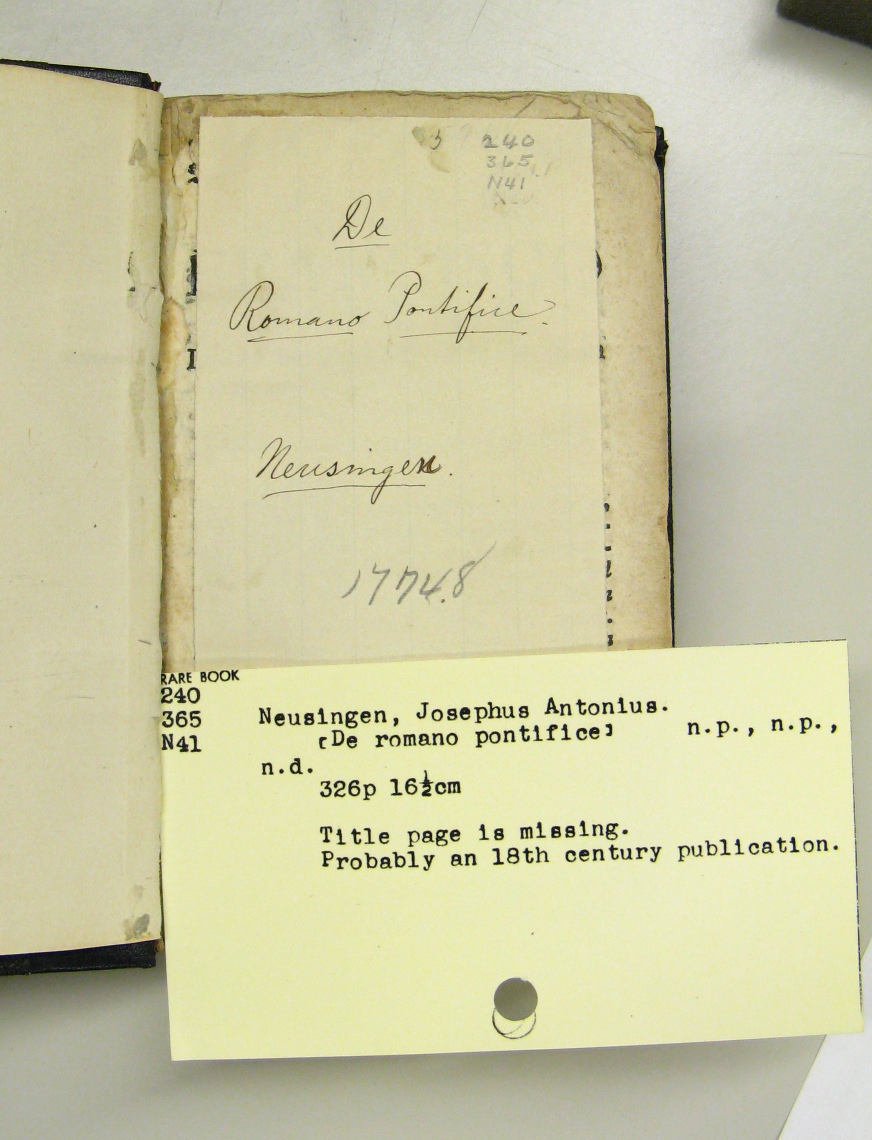 240
365
N41
De
Romano Pontifice.
Neusingen.
17748
RARE BOOK
240
365
N41
Neusingen, Josephus Antonius.
[De romano pontifice] n.p., n.p.,
n.d.
326p 16½cm
Title page is missing.
Probably an 18th century publication.